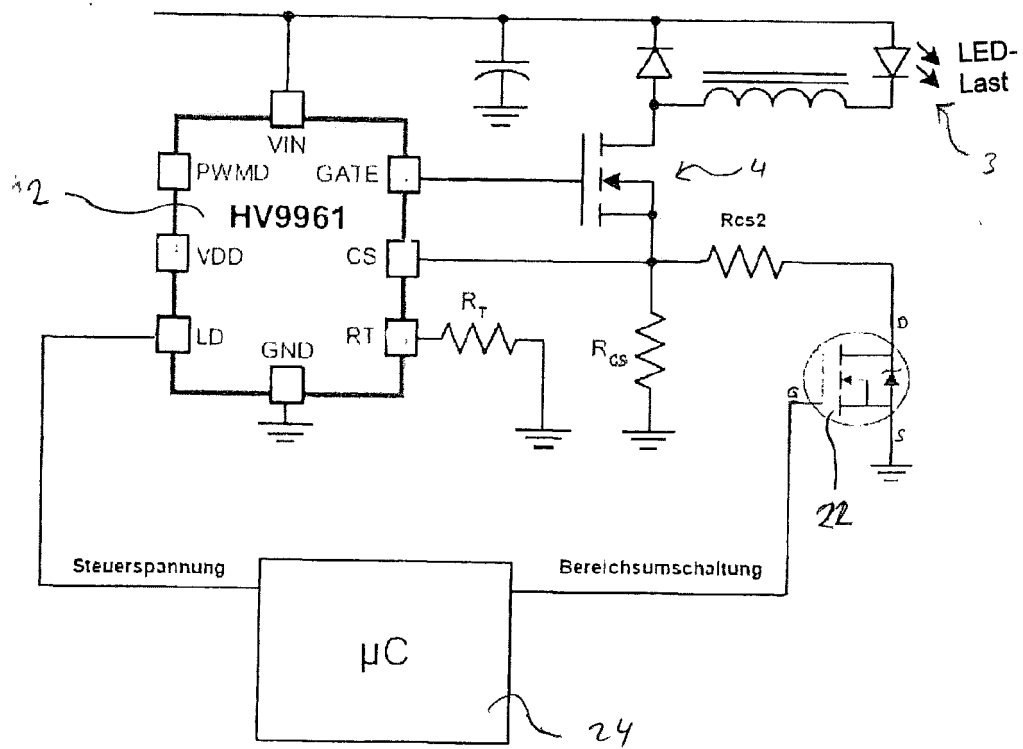 LED-
Last
3
VIN
PWMD
GATE
4
2
HV9961
Rcs2
VDD
CS
LD
RT
R_T
R_CS
GND
D
G
S
22
Steuerspannung
Bereichsumschaltung
µC
24